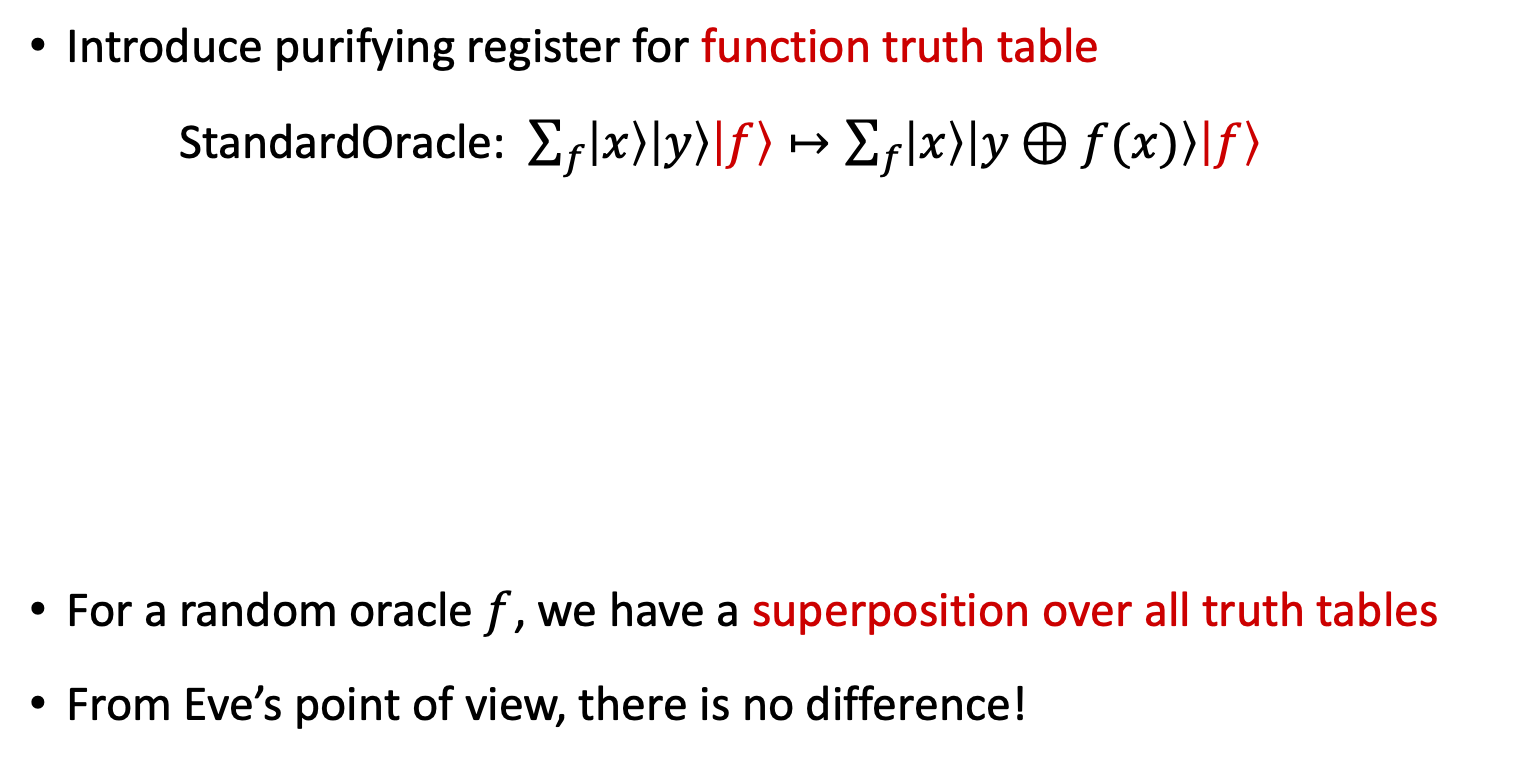 • Introduce purifying register for function truth table
StandardOracle: ∑_f|x⟩|y⟩|f⟩ ↦ ∑_f|x⟩|y ⊕ f(x)⟩|f⟩
• For a random oracle f, we have a superposition over all truth tables
• From Eve’s point of view, there is no difference!